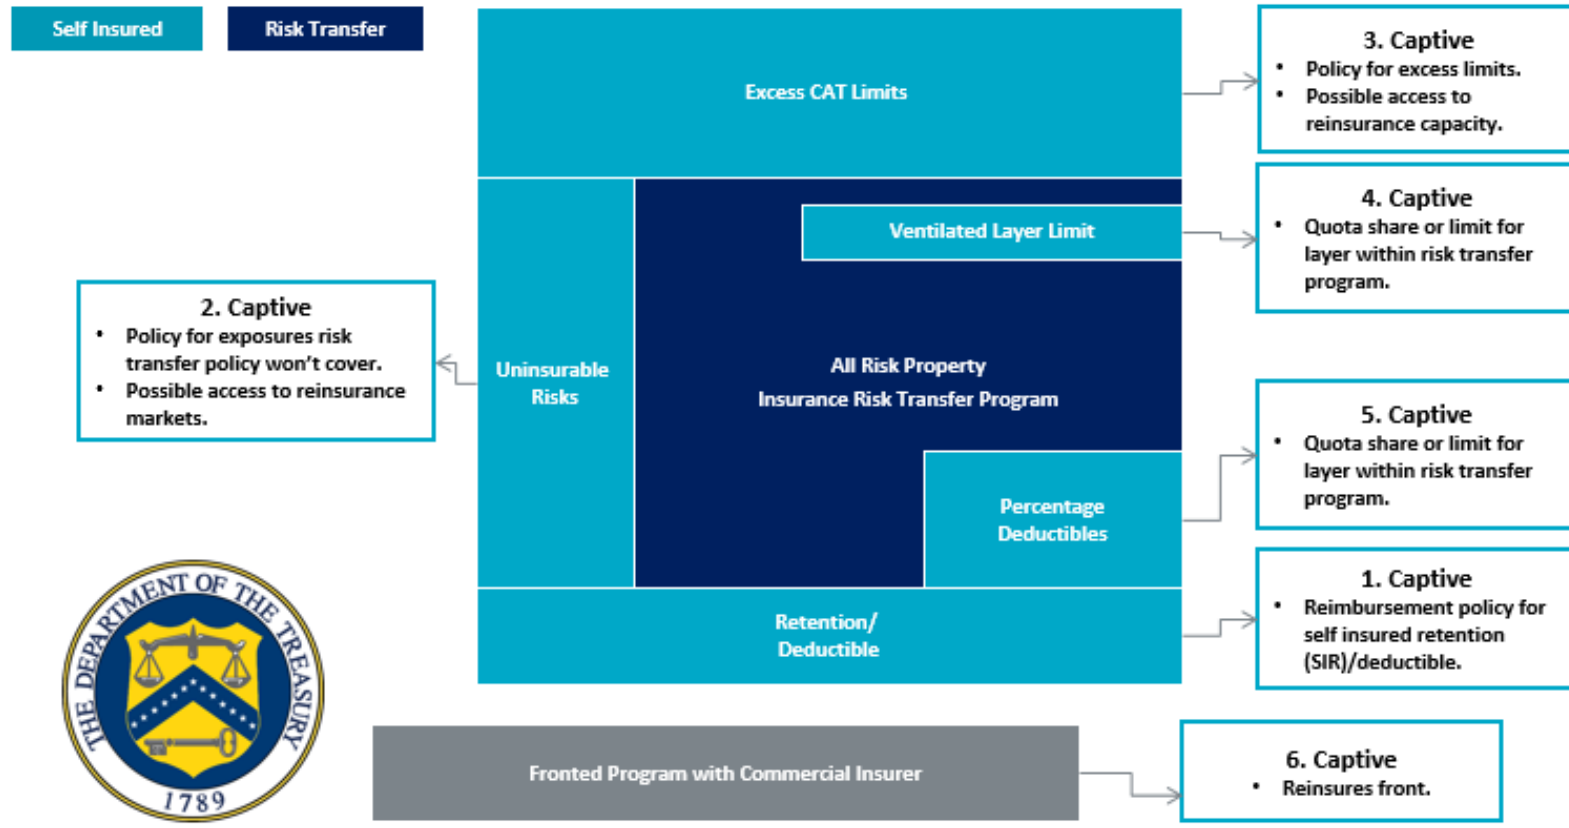 Self Insured
Risk Transfer
Excess CAT Limits
3. Captive
• Policy for excess limits.
• Possible access to
reinsurance capacity.
Ventilated Layer Limit
4. Captive
• Quota share or limit for
layer within risk transfer
program.
2. Captive
• Policy for exposures risk
transfer policy won't cover.
• Possible access to reinsurance
markets.
Uninsurable
Risks
All Risk Property
Insurance Risk Transfer Program
5. Captive
• Quota share or limit for
layer within risk transfer
program.
Percentage
Deductibles
1. Captive
• Reimbursement policy for
self insured retention
(SIR)/deductible.
Retention/
Deductible
THE DEPARTMENT OF THE TREASURY
1789
Fronted Program with Commercial Insurer
6. Captive
• Reinsures front.